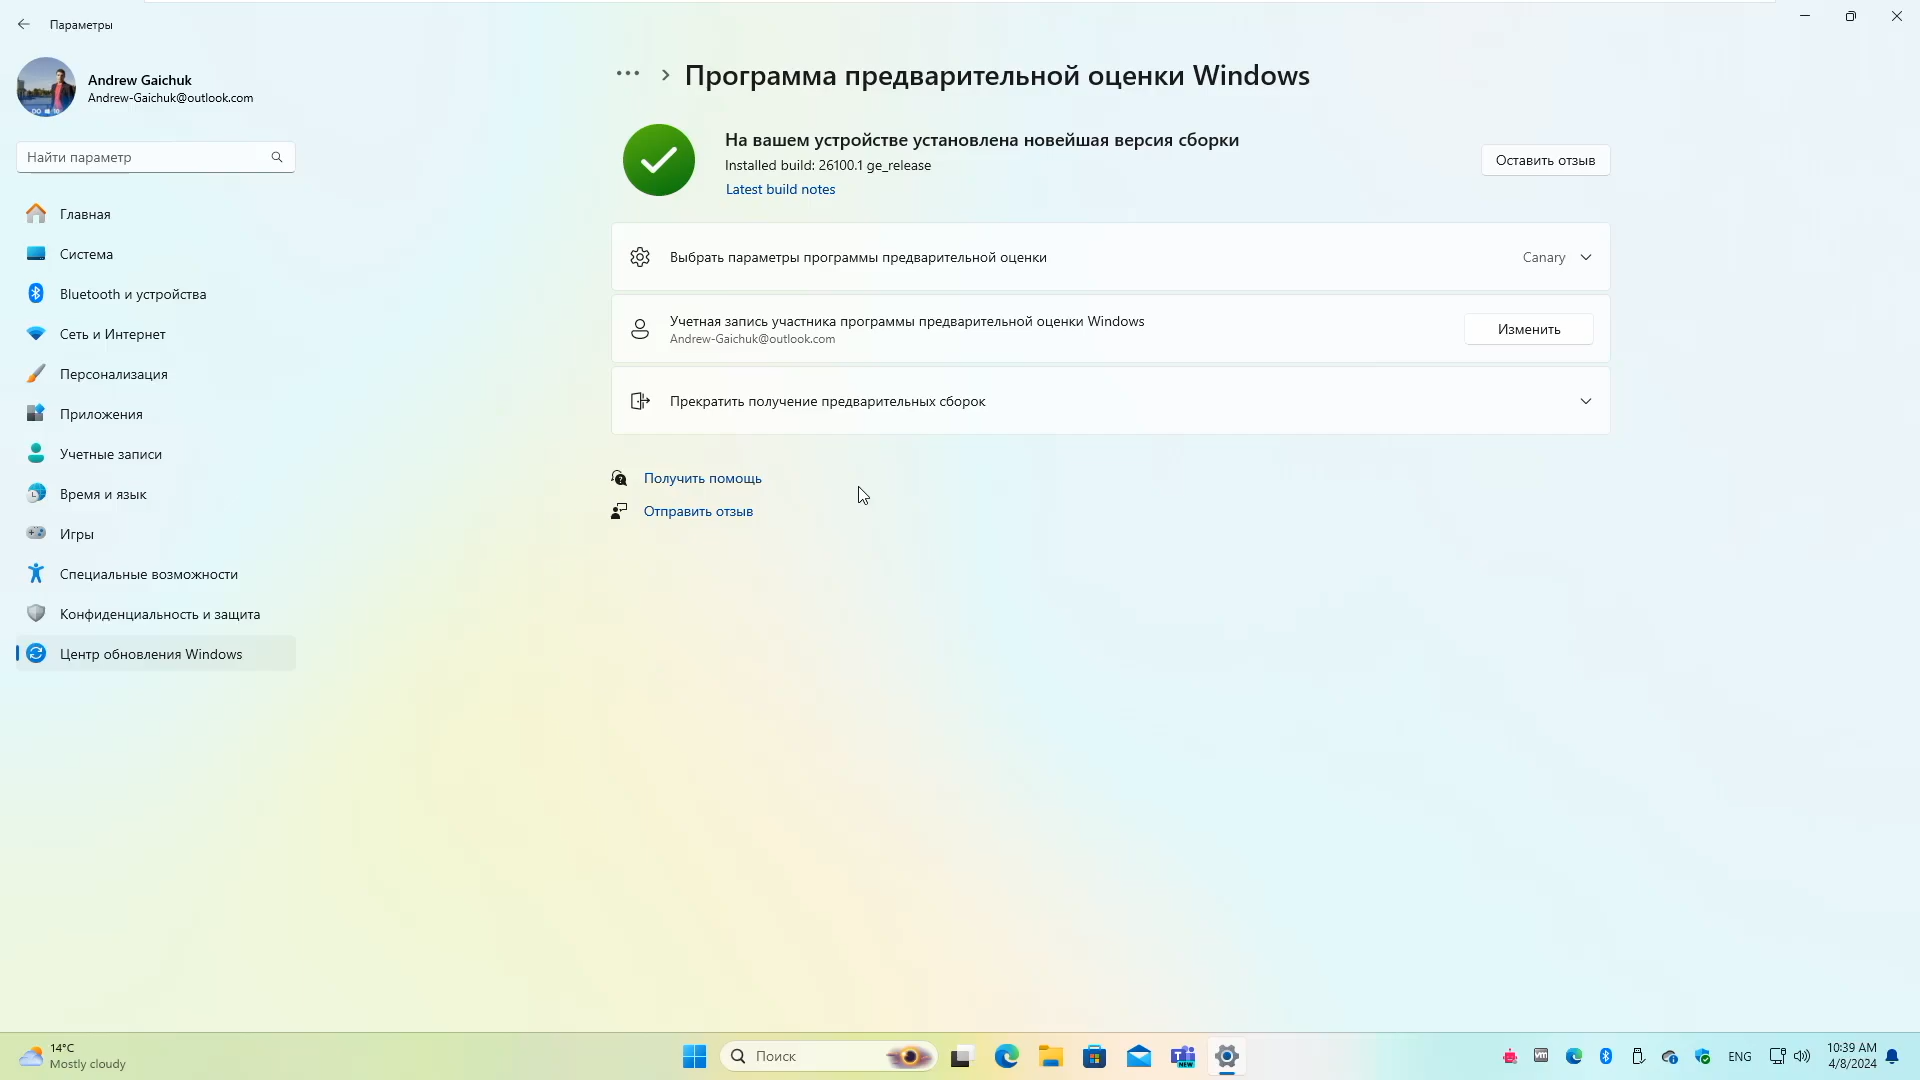 Параметры
Andrew Gaichuk
Andrew-Gaichuk@outlook.com
Найти параметр
Главная
Система
Bluetooth и устройства
Сеть и Интернет
Персонализация
Приложения
Учетные записи
Время и язык
Игры
Специальные возможности
Конфиденциальность и защита
Центр обновления Windows
··· > Программа предварительной оценки Windows
На вашем устройстве установлена новейшая версия сборки
Installed build: 26100.1 ge_release
Latest build notes
Оставить отзыв
Выбрать параметры программы предварительной оценки
Canary
Учетная запись участника программы предварительной оценки Windows
Andrew-Gaichuk@outlook.com
Изменить
Прекратить получение предварительных сборок
Получить помощь
Отправить отзыв
14°C
Mostly cloudy
Поиск
NEW
ENG
10:39 AM
4/8/2024